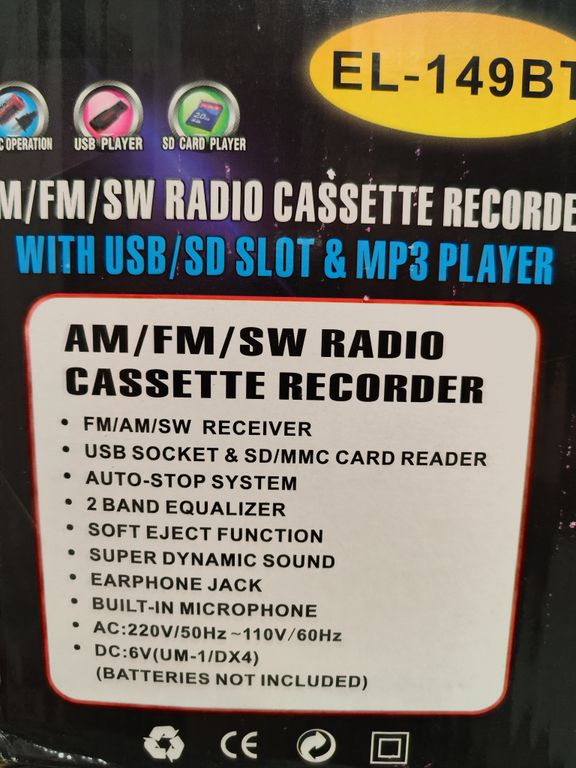 EL-149BT
C OPERATION USB PLAYER SD CARD PLAYER
M/FM/SW RADIO CASSETTE RECORDE
WITH USB/SD SLOT & MP3 PLAYER
AM/FM/SW RADIO
CASSETTE RECORDER
• FM/AM/SW RECEIVER
• USB SOCKET & SD/MMC CARD READER
• AUTO-STOP SYSTEM
• 2 BAND EQUALIZER
• SOFT EJECT FUNCTION
• SUPER DYNAMIC SOUND
• EARPHONE JACK
• BUILT-IN MICROPHONE
• AC:220V/50Hz ~110V/60Hz
• DC:6V(UM-1/DX4)
(BATTERIES NOT INCLUDED)
CE